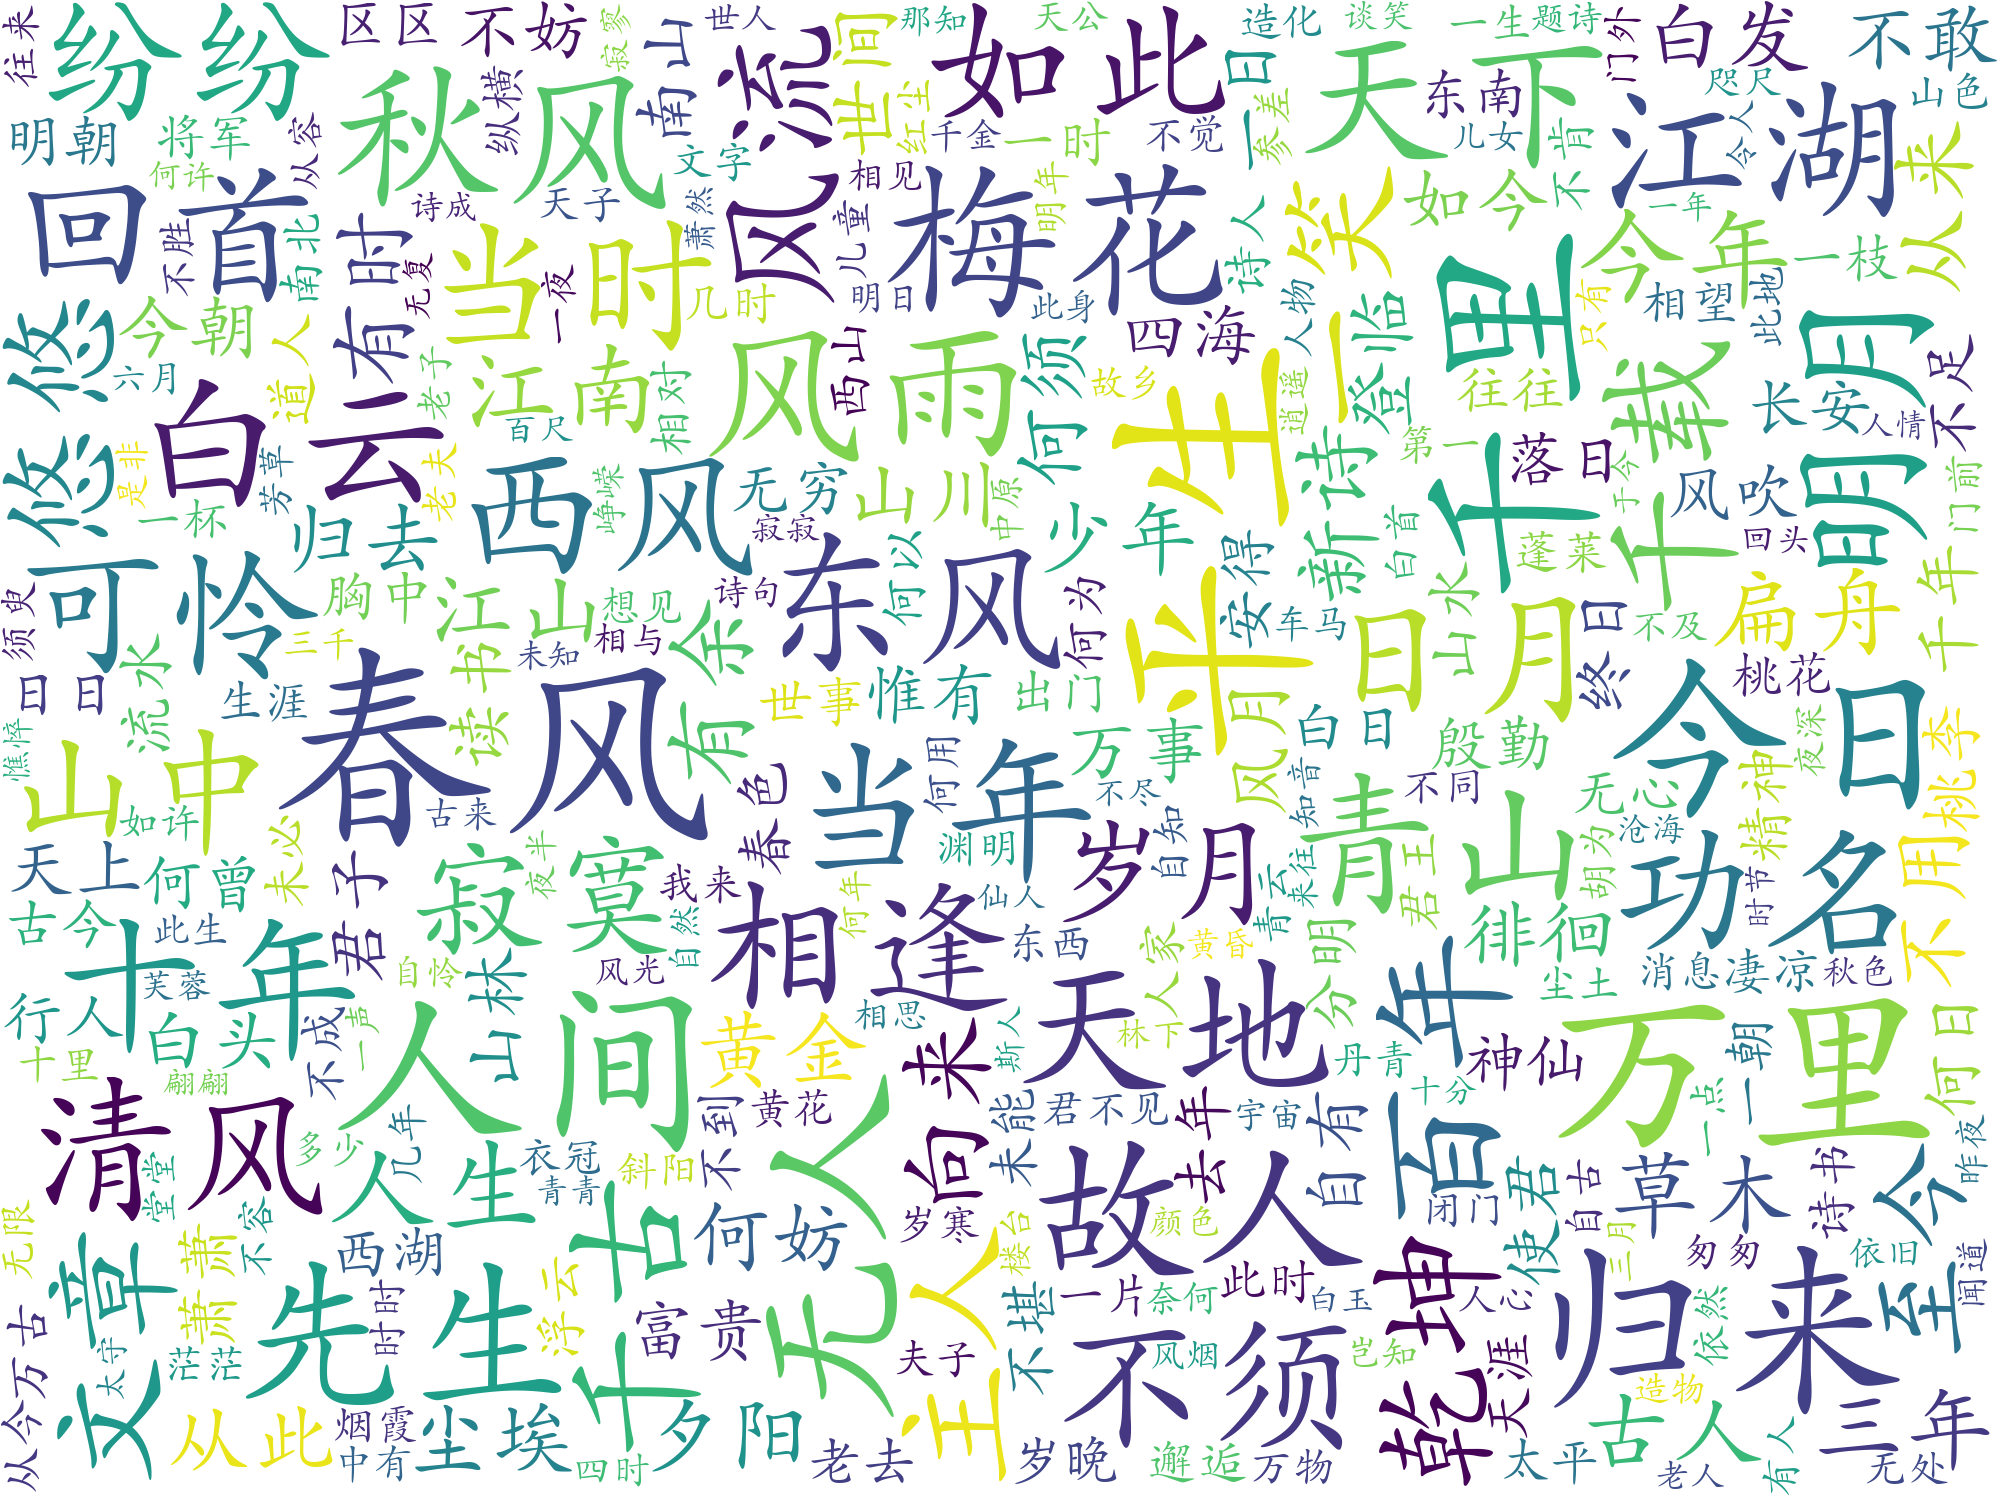 往来
纷纷
区区
不妨
寂寥
南山
世人
风流
世间
那知
如此
天公
造化
一日
谈笑
天下
一生
题诗
门外
白发
不敢
山色
明朝
将军
何许
从容
秋风
纵横
文字
红尘
千金
一时
不觉
参差
东南
儿女
咫尺
不肯
江湖
令人
从来
回首
不胜
南北
有时
诗成
无复
天子
萧然
当时
一夜
几时
相见
儿童
明日
梅花
明年
此身
诗人
一笑
人物
如今
一年
今年
一枝
此地
相望
只有
悠悠
今朝
六月
道人
老子
江南
百尺
相对
风雨
西山
故乡
何须
四海
逍遥
登临
往往
千里
千载
长安
人情
明月
不足
白云
是非
芳草
一杯
老夫
归去
西风
峥嵘
无穷
寂寂
山川
中原
少年
平生
新诗
白首
第一
落日
蓬莱
于今
风吹
回头
门前
可怜
须臾
日日
流水
三千
胸中
江山
读书
想见
相与
未知
诗句
有余
东风
何以
何为
安得
车马
日月
山水
终日
不及
扁舟
桃花
千年
生涯
春风
世事
惟有
出门
万事
风月
白日
殷勤
今日
夜深
桃李
憔悴
山中
如许
古来
春色
当年
何用
不尽
自知
知音
不同
无心
沧海
精神
天上
何曾
未必
君子
寂寞
夜半
我来
渊明
岁月
青山
君王
胡为
功名
时节
不用
古今
此生
十年
自怜
山林
风光
自然
相逢
何年
仙人
东西
人家
黄昏
青云
来往
分明
徘徊
尘土
消息
凄凉
秋色
行人
芙蓉
白头
不成
一声
人间
黄金
相思
向来
斯人
天地
林下
丹青
百年
十分
神仙
万里
一点
一朝
何日
十里
翩翩
清风
多少
几年
人生
衣冠
青青
斜阳
不到
黄花
无人
未能
君不见
去年
宇宙
自有
闭门
使君
自古
草木
诗书
至今
昨夜
堂堂
无限
不容
西湖
千古
何妨
岁寒
楼台
故人
颜色
三月
匆匆
依旧
闻道
文章
萧萧
时时
先生
浮云
富贵
主人
夫子
不堪
一片
奈何
此时
白玉
乾坤
人心
归来
依然
从今
万古
太守
茫茫
从此
烟霞
中有
尘埃
四时
夕阳
老去
岁晚
风烟
不须
邂逅
万物
岂知
天涯
太平
造物
古人
老人
有人
三年
无处